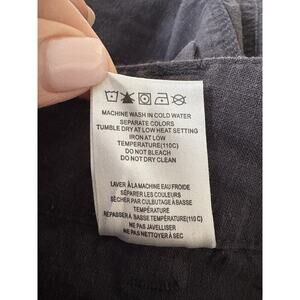 MACHINE WASH IN COLD WATER
SEPARATE COLORS
TUMBLE DRY AT LOW HEAT SETTING
IRON AT LOW
TEMPERATURE(110C)
DO NOT BLEACH
DO NOT DRY CLEAN
LAVER À LA MACHINE EAU FROIDE
SÉPARER LES COULEURS
SÉCHER PAR CULBUTAGE À BASSE
TEMPÉRATURE
REPASSER À BASSE TEMPÉRATURE(110 C)
NE PAS JAVELLISER
NE PAS NETTOYER À SEC